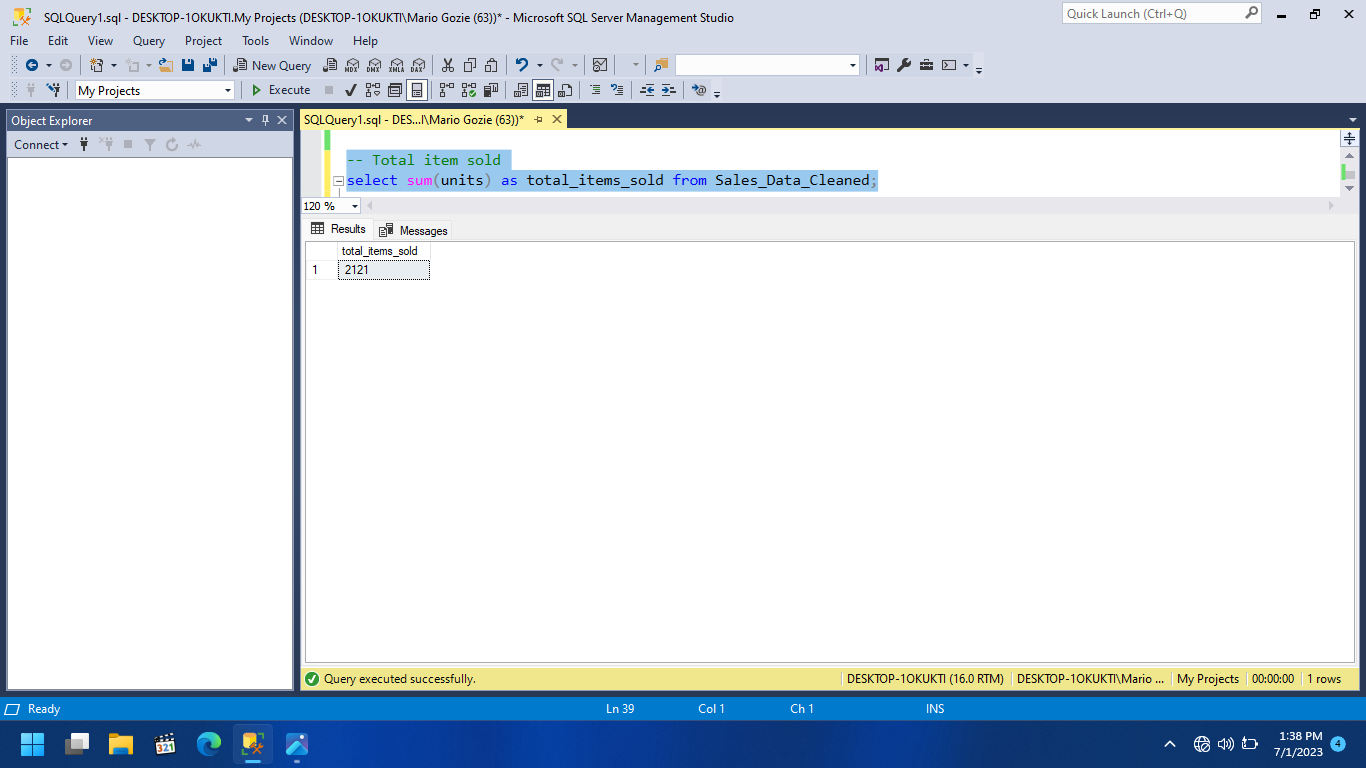 SQLQuery1.sql - DESKTOP-1OKUKTI.My Projects (DESKTOP-1OKUKTI\Mario Gozie (63))* - Microsoft SQL Server Management Studio
Quick Launch (Ctrl+Q)
File Edit View Query Project Tools Window Help
New Query MDX DMX XMLA DAX
My Projects Execute
Object Explorer
Connect
SQLQuery1.sql - DES...I\Mario Gozie (63))*
-- Total item sold
select sum(units) as total_items_sold from Sales_Data_Cleaned;
120 %
Results Messages
total_items_sold
1 2121
Query executed successfully. DESKTOP-1OKUKTI (16.0 RTM) DESKTOP-1OKUKTI\Mario ... My Projects 00:00:00 1 rows
Ready Ln 39 Col 1 Ch 1 INS
321
1:38 PM
7/1/2023
4